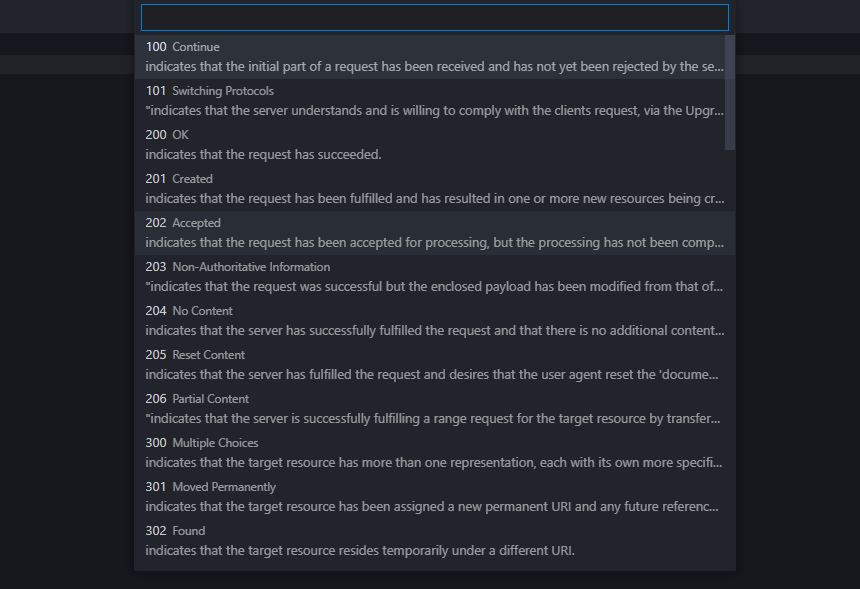 100 Continue
indicates that the initial part of a request has been received and has not yet been rejected by the se...
101 Switching Protocols
"indicates that the server understands and is willing to comply with the clients request, via the Upgr...
200 OK
indicates that the request has succeeded.
201 Created
indicates that the request has been fulfilled and has resulted in one or more new resources being cr...
202 Accepted
indicates that the request has been accepted for processing, but the processing has not been comp...
203 Non-Authoritative Information
"indicates that the request was successful but the enclosed payload has been modified from that of...
204 No Content
indicates that the server has successfully fulfilled the request and that there is no additional content...
205 Reset Content
indicates that the server has fulfilled the request and desires that the user agent reset the 'docume...
206 Partial Content
"indicates that the server is successfully fulfilling a range request for the target resource by transfer...
300 Multiple Choices
indicates that the target resource has more than one representation, each with its own more specifi...
301 Moved Permanently
indicates that the target resource has been assigned a new permanent URI and any future referenc...
302 Found
indicates that the target resource resides temporarily under a different URI.